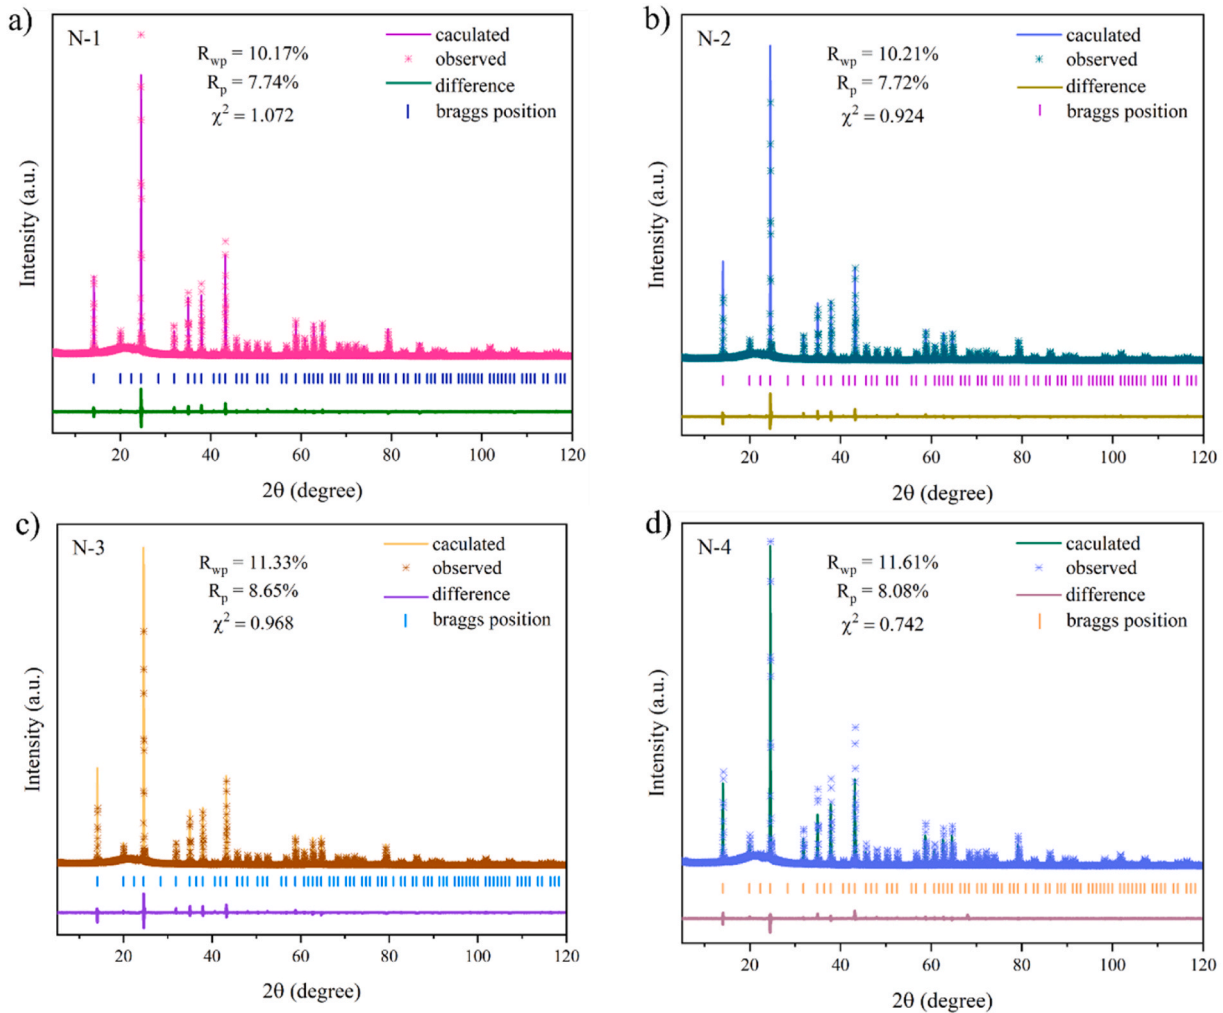 a)
N-1
R_wp = 10.17%
R_p = 7.74%
χ² = 1.072
caculated
observed
difference
braggs position
Intensity (a.u.)
20 40 60 80 100 120
2θ (degree)
b)
N-2
R_wp = 10.21%
R_p = 7.72%
χ² = 0.924
caculated
observed
difference
braggs position
Intensity (a.u.)
20 40 60 80 100 120
2θ (degree)
c)
N-3
R_wp = 11.33%
R_p = 8.65%
χ² = 0.968
caculated
observed
difference
braggs position
Intensity (a.u.)
20 40 60 80 100 120
2θ (degree)
d)
N-4
R_wp = 11.61%
R_p = 8.08%
χ² = 0.742
caculated
observed
difference
braggs position
Intensity (a.u.)
20 40 60 80 100 120
2θ (degree)